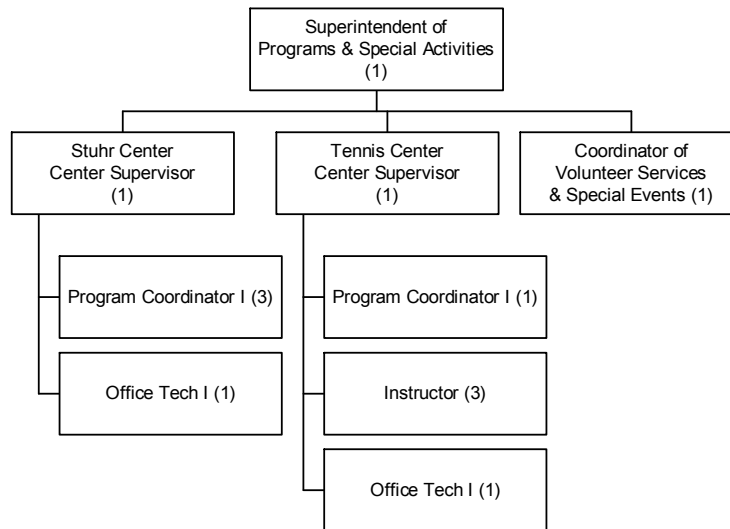 Superintendent of
Programs & Special Activities
(1)
Stuhr Center
Center Supervisor
(1)
Tennis Center
Center Supervisor
(1)
Coordinator of
Volunteer Services
& Special Events (1)
Program Coordinator I (3)
Program Coordinator I (1)
Office Tech I (1)
Instructor (3)
Office Tech I (1)